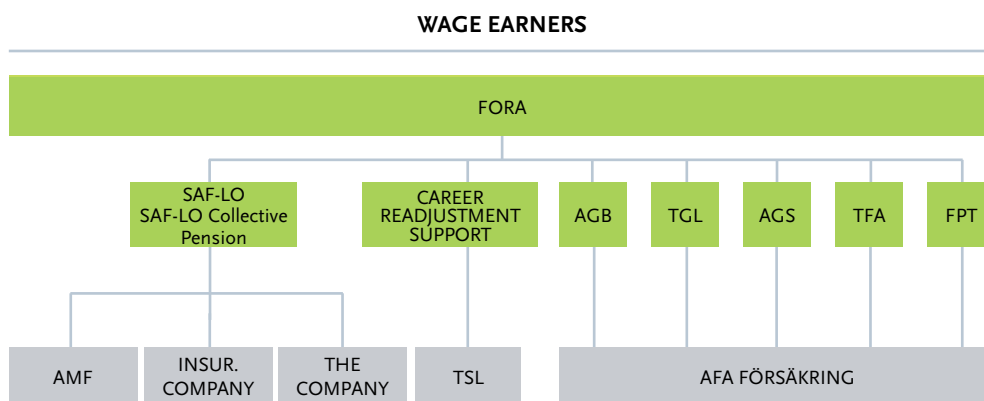 WAGE EARNERS
FORA
SAF-LO
SAF-LO Collective
Pension
CAREER
READJUSTMENT
SUPPORT
AGB
TGL
AGS
TFA
FPT
AMF
INSUR.
COMPANY
THE
COMPANY
TSL
AFA FÖRSÄKRING